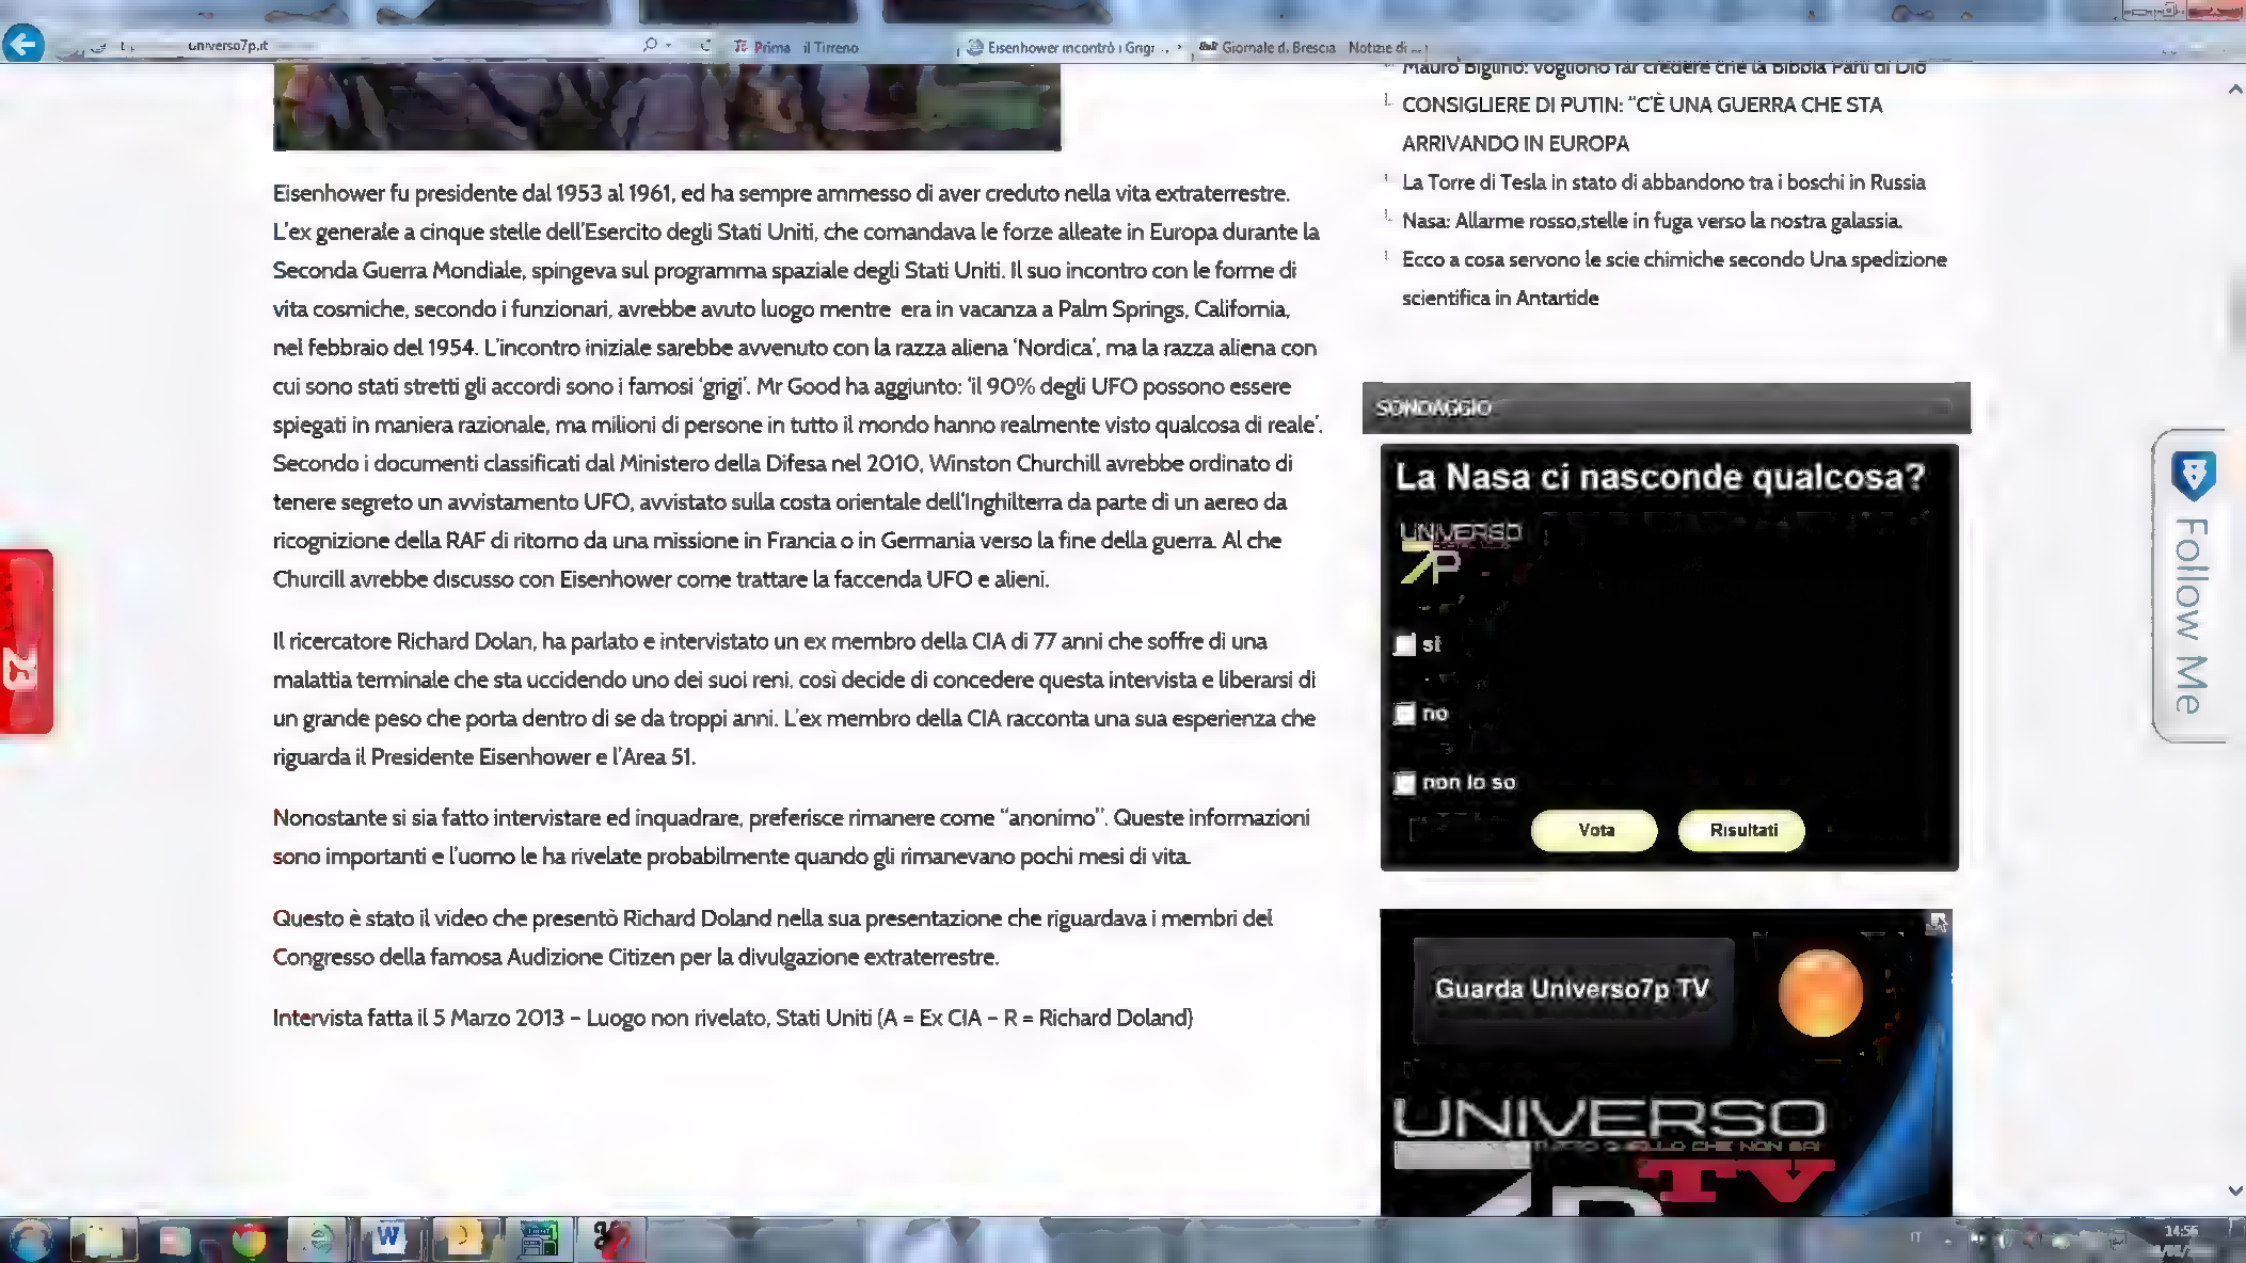 universo7p.it
Prima il Tirreno
Eisenhower incontrò i Grigi ...
Giornale di Brescia Notizie di ...
Eisenhower fu presidente dal 1953 al 1961, ed ha sempre ammesso di aver creduto nella vita extraterrestre.
L'ex generale a cinque stelle dell'Esercito degli Stati Uniti, che comandava le forze alleate in Europa durante la
Seconda Guerra Mondiale, spingeva sul programma spaziale degli Stati Uniti. Il suo incontro con le forme di
vita cosmiche, secondo i funzionari, avrebbe avuto luogo mentre era in vacanza a Palm Springs, California,
nel febbraio del 1954. L'incontro iniziale sarebbe avvenuto con la razza aliena 'Nordica', ma la razza aliena con
cui sono stati stretti gli accordi sono i famosi 'grigi'. Mr Good ha aggiunto: 'il 90% degli UFO possono essere
spiegati in maniera razionale, ma milioni di persone in tutto il mondo hanno realmente visto qualcosa di reale'.
Secondo i documenti classificati dal Ministero della Difesa nel 2010, Winston Churchill avrebbe ordinato di
tenere segreto un avvistamento UFO, avvistato sulla costa orientale dell'Inghilterra da parte di un aereo da
ricognizione della RAF di ritorno da una missione in Francia o in Germania verso la fine della guerra. Al che
Churcill avrebbe discusso con Eisenhower come trattare la faccenda UFO e alieni.
Il ricercatore Richard Dolan, ha parlato e intervistato un ex membro della CIA di 77 anni che soffre di una
malattia terminale che sta uccidendo uno dei suoi reni, così decide di concedere questa intervista e liberarsi di
un grande peso che porta dentro di se da troppi anni. L'ex membro della CIA racconta una sua esperienza che
riguarda il Presidente Eisenhower e l'Area 51.
Nonostante si sia fatto intervistare ed inquadrare, preferisce rimanere come "anonimo". Queste informazioni
sono importanti e l'uomo le ha rivelate probabilmente quando gli rimanevano pochi mesi di vita.
Questo è stato il video che presentò Richard Doland nella sua presentazione che riguardava i membri del
Congresso della famosa Audizione Citizen per la divulgazione extraterrestre.
Intervista fatta il 5 Marzo 2013 – Luogo non rivelato, Stati Uniti (A = Ex CIA – R = Richard Doland)
Mauro Biglino: vogliono far credere che la Bibbia Parli di Dio
CONSIGLIERE DI PUTIN: "C'È UNA GUERRA CHE STA
ARRIVANDO IN EUROPA
La Torre di Tesla in stato di abbandono tra i boschi in Russia
Nasa: Allarme rosso,stelle in fuga verso la nostra galassia.
Ecco a cosa servono le scie chimiche secondo Una spedizione
scientifica in Antartide
SONDAGGIO
La Nasa ci nasconde qualcosa?
UNIVERSO
7P
si
no
non lo so
Vota
Risultati
Guarda Universo7p TV
UNIVERSO
TUTTO QUELLO CHE NON SAI
7P
TV
Follow Me
IT
14:56